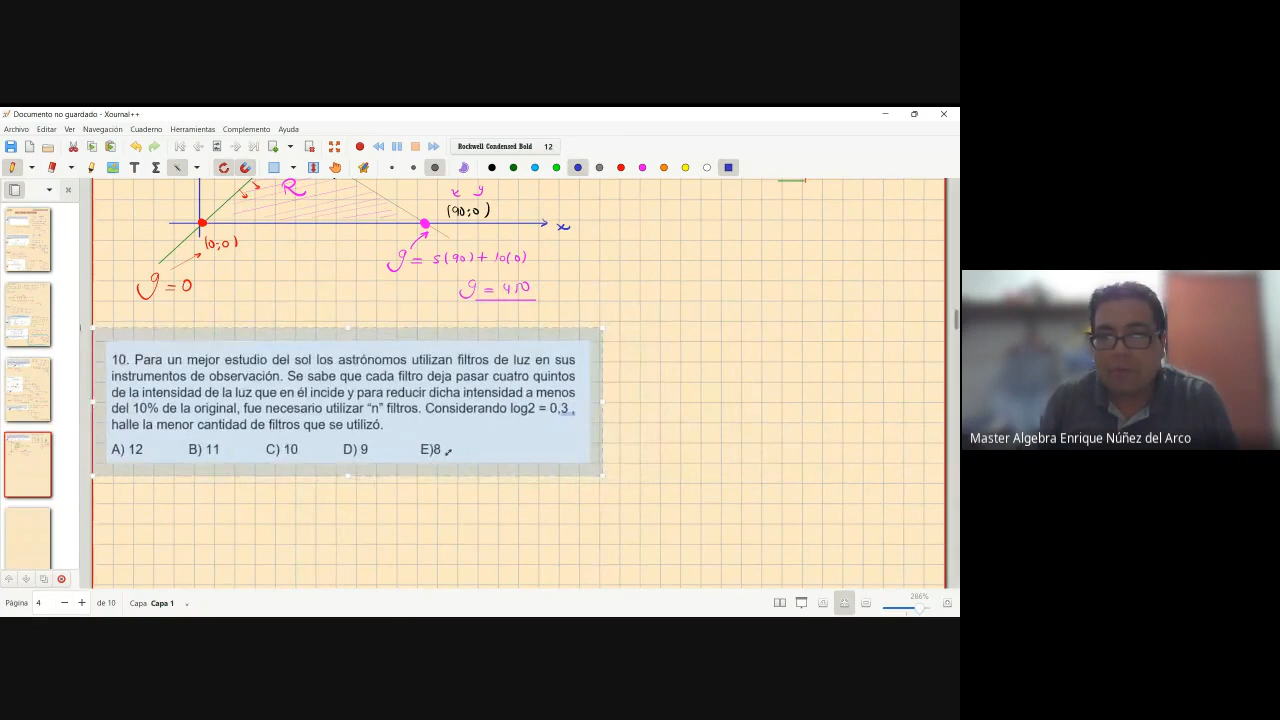 Documento no guardado - Xournal++
Archivo Editar Ver Navegación Cuaderno Herramientas Complemento Ayuda
Rockwell Condensed Bold 12
R
x y
(90;0)
x
(0;0)
g = 5(90) + 10(0)
g = 0
g = 450
10. Para un mejor estudio del sol los astrónomos utilizan filtros de luz en sus
instrumentos de observación. Se sabe que cada filtro deja pasar cuatro quintos
de la intensidad de la luz que en él incide y para reducir dicha intensidad a menos
del 10% de la original, fue necesario utilizar “n” filtros. Considerando log2 = 0,3 ,
halle la menor cantidad de filtros que se utilizó.
A) 12 B) 11 C) 10 D) 9 E)8
Master Algebra Enrique Núñez del Arco
Página 4 de 10 Capa Capa 1
286%